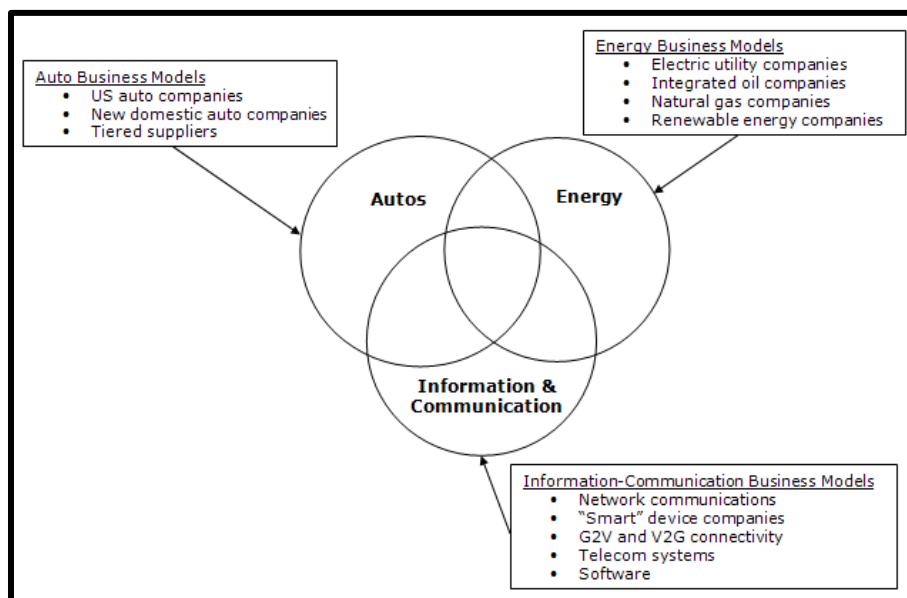 Energy Business Models
• Electric utility companies
• Integrated oil companies
• Natural gas companies
• Renewable energy companies
Auto Business Models
• US auto companies
• New domestic auto companies
• Tiered suppliers
Autos
Energy
Information &
Communication
Information-Communication Business Models
• Network communications
• “Smart” device companies
• G2V and V2G connectivity
• Telecom systems
• Software